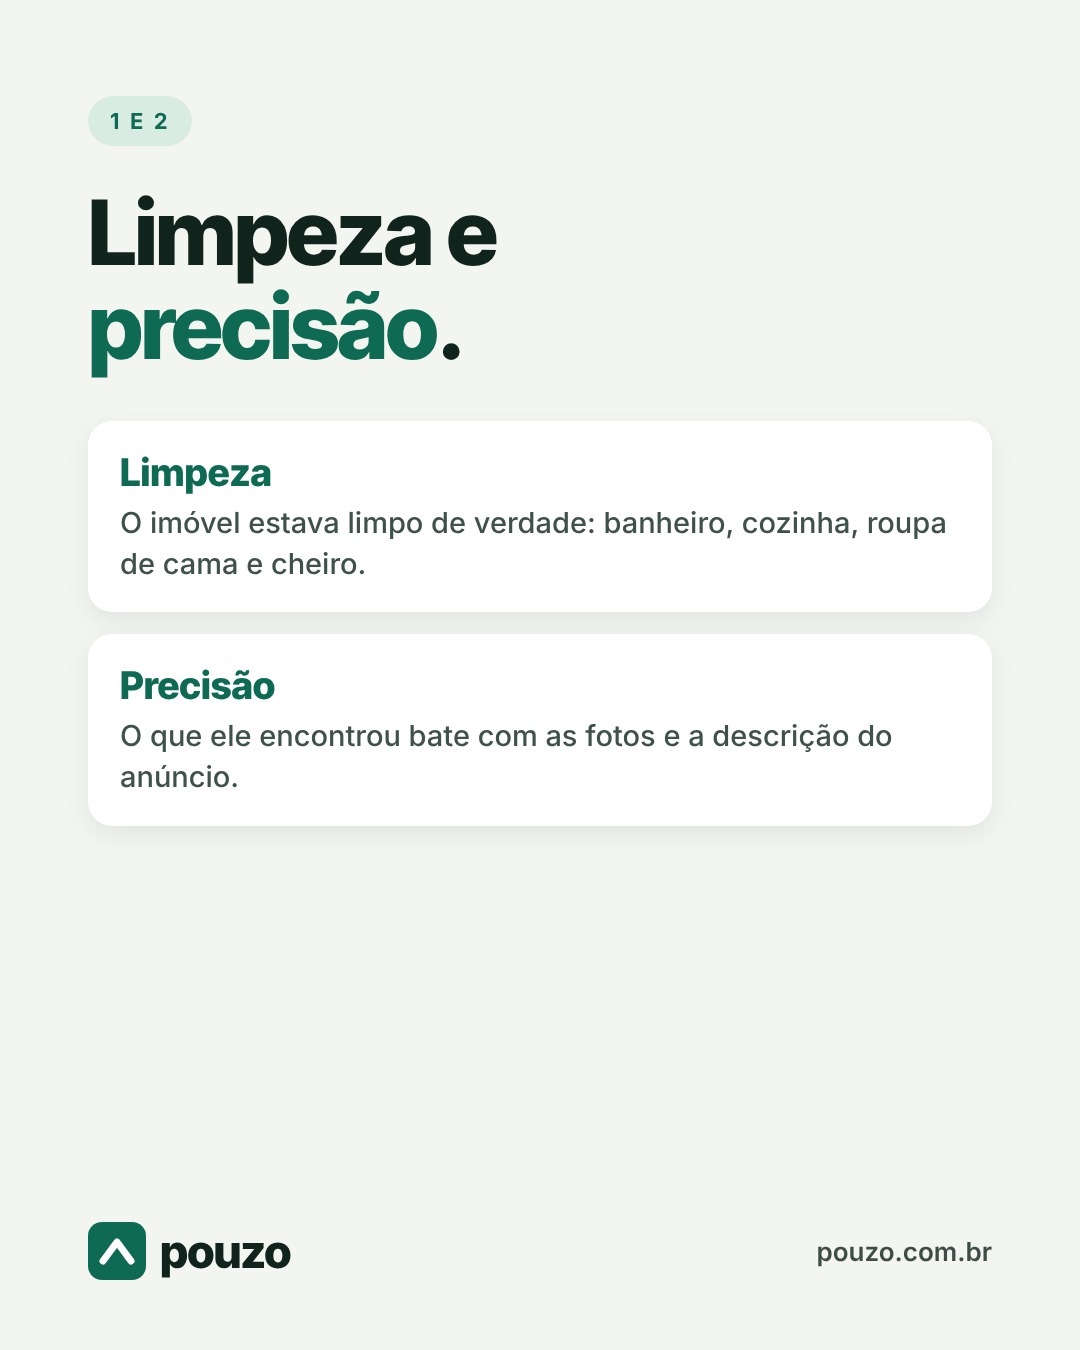 1 E 2
Limpeza e
precisão.
Limpeza
O imóvel estava limpo de verdade: banheiro, cozinha, roupa
de cama e cheiro.
Precisão
O que ele encontrou bate com as fotos e a descrição do
anúncio.
pouzo
pouzo.com.br